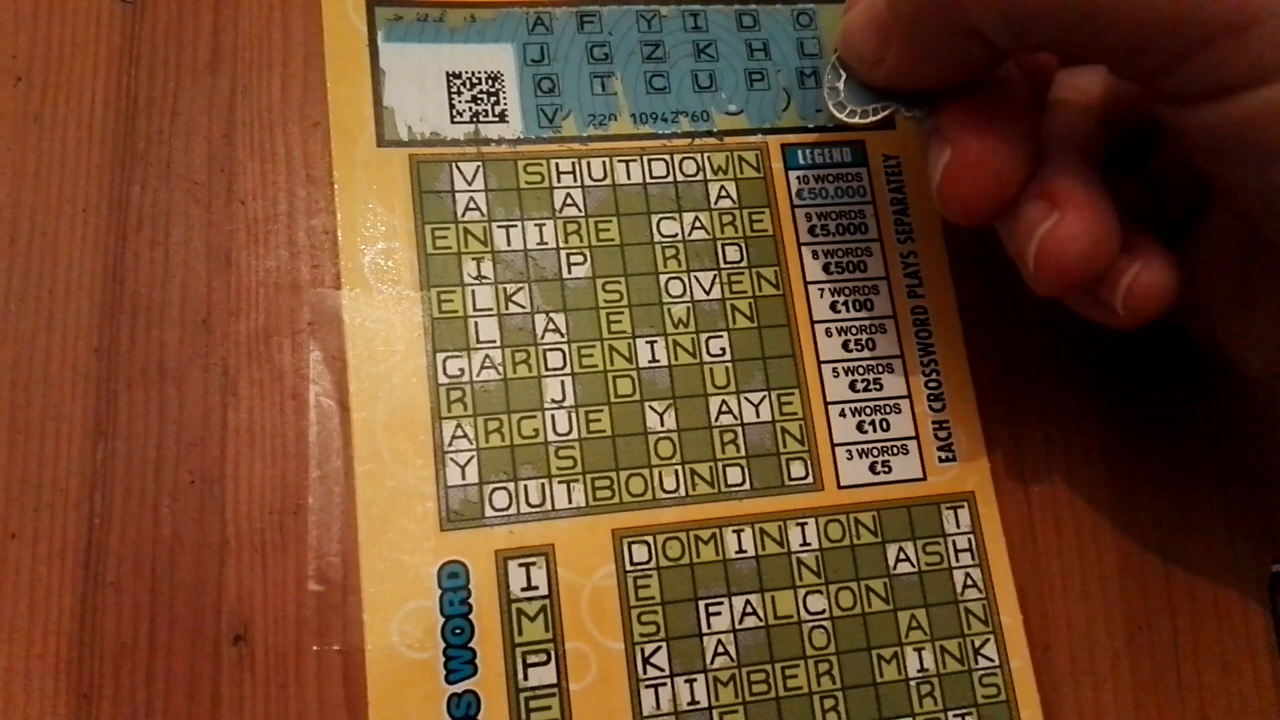 A F Y I D O
J G Z K H L
Q T C U P M
V
LEGEND
10 WORDS
€50,000
9 WORDS
€5,000
8 WORDS
€500
7 WORDS
€100
6 WORDS
€50
5 WORDS
€25
4 WORDS
€10
3 WORDS
€5
EACH CROSSWORD PLAYS SEPARATELY
V SHUTDOWN
A A A
ENTIRE CARE
I P R D
ELK S OVEN
L A E W N
GARDENING
R J D U
ARGUE Y AYE
Y S O R N
OUTBOUND D
DOMINION T
E N ASH
S FALCON A
K A O A N
TIMBER MINK
E R R S
I
M
P
E